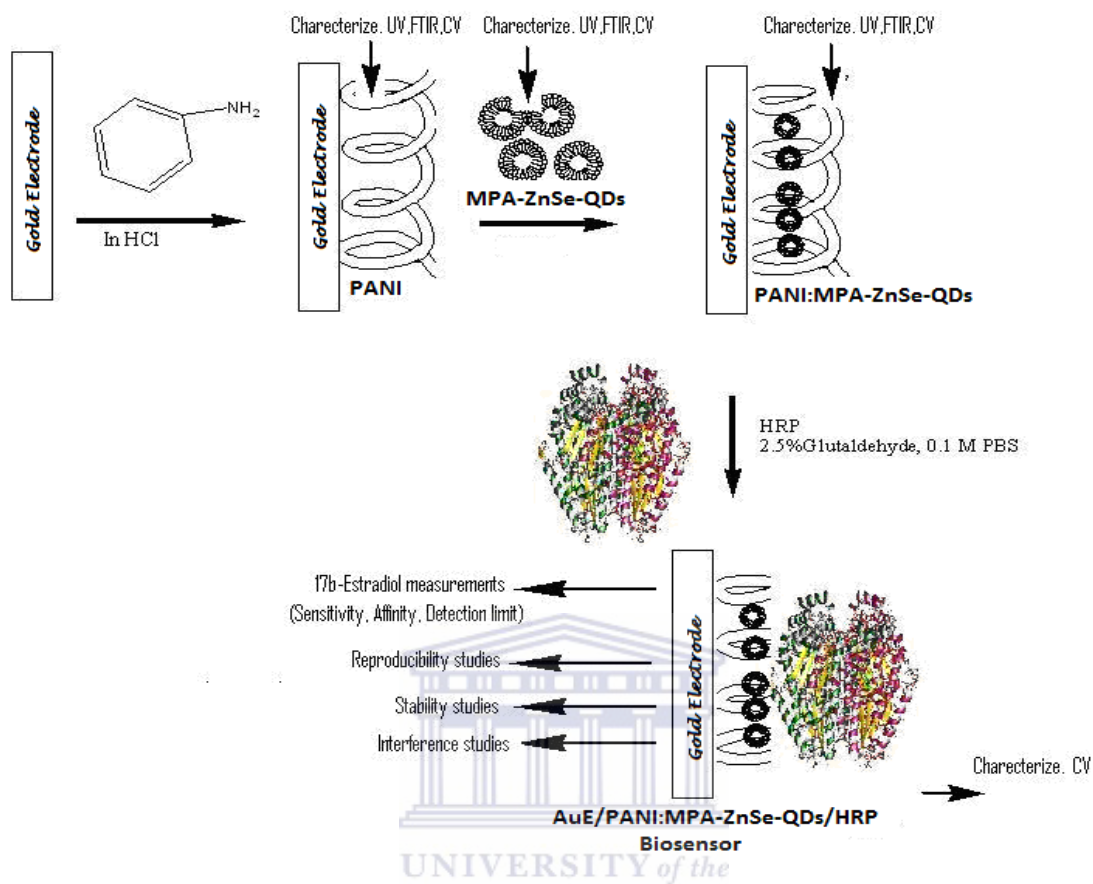 Charecterize. UV,FTIR,CV
Charecterize. UV,FTIR,CV
Charecterize. UV,FTIR,CV
Gold Electrode
NH2
In HCl
Gold Electrode
PANI
MPA-ZnSe-QDs
Gold Electrode
PANI:MPA-ZnSe-QDs
HRP
2.5%Glutaldehyde, 0.1 M PBS
17b-Estradiol measurements
(Sensitivity, Affinity, Detection limit)
Reproducibility studies
Stability studies
Interference studies
Gold Electrode
Charecterize. CV
AuE/PANI:MPA-ZnSe-QDs/HRP
Biosensor
UNIVERSITY of the